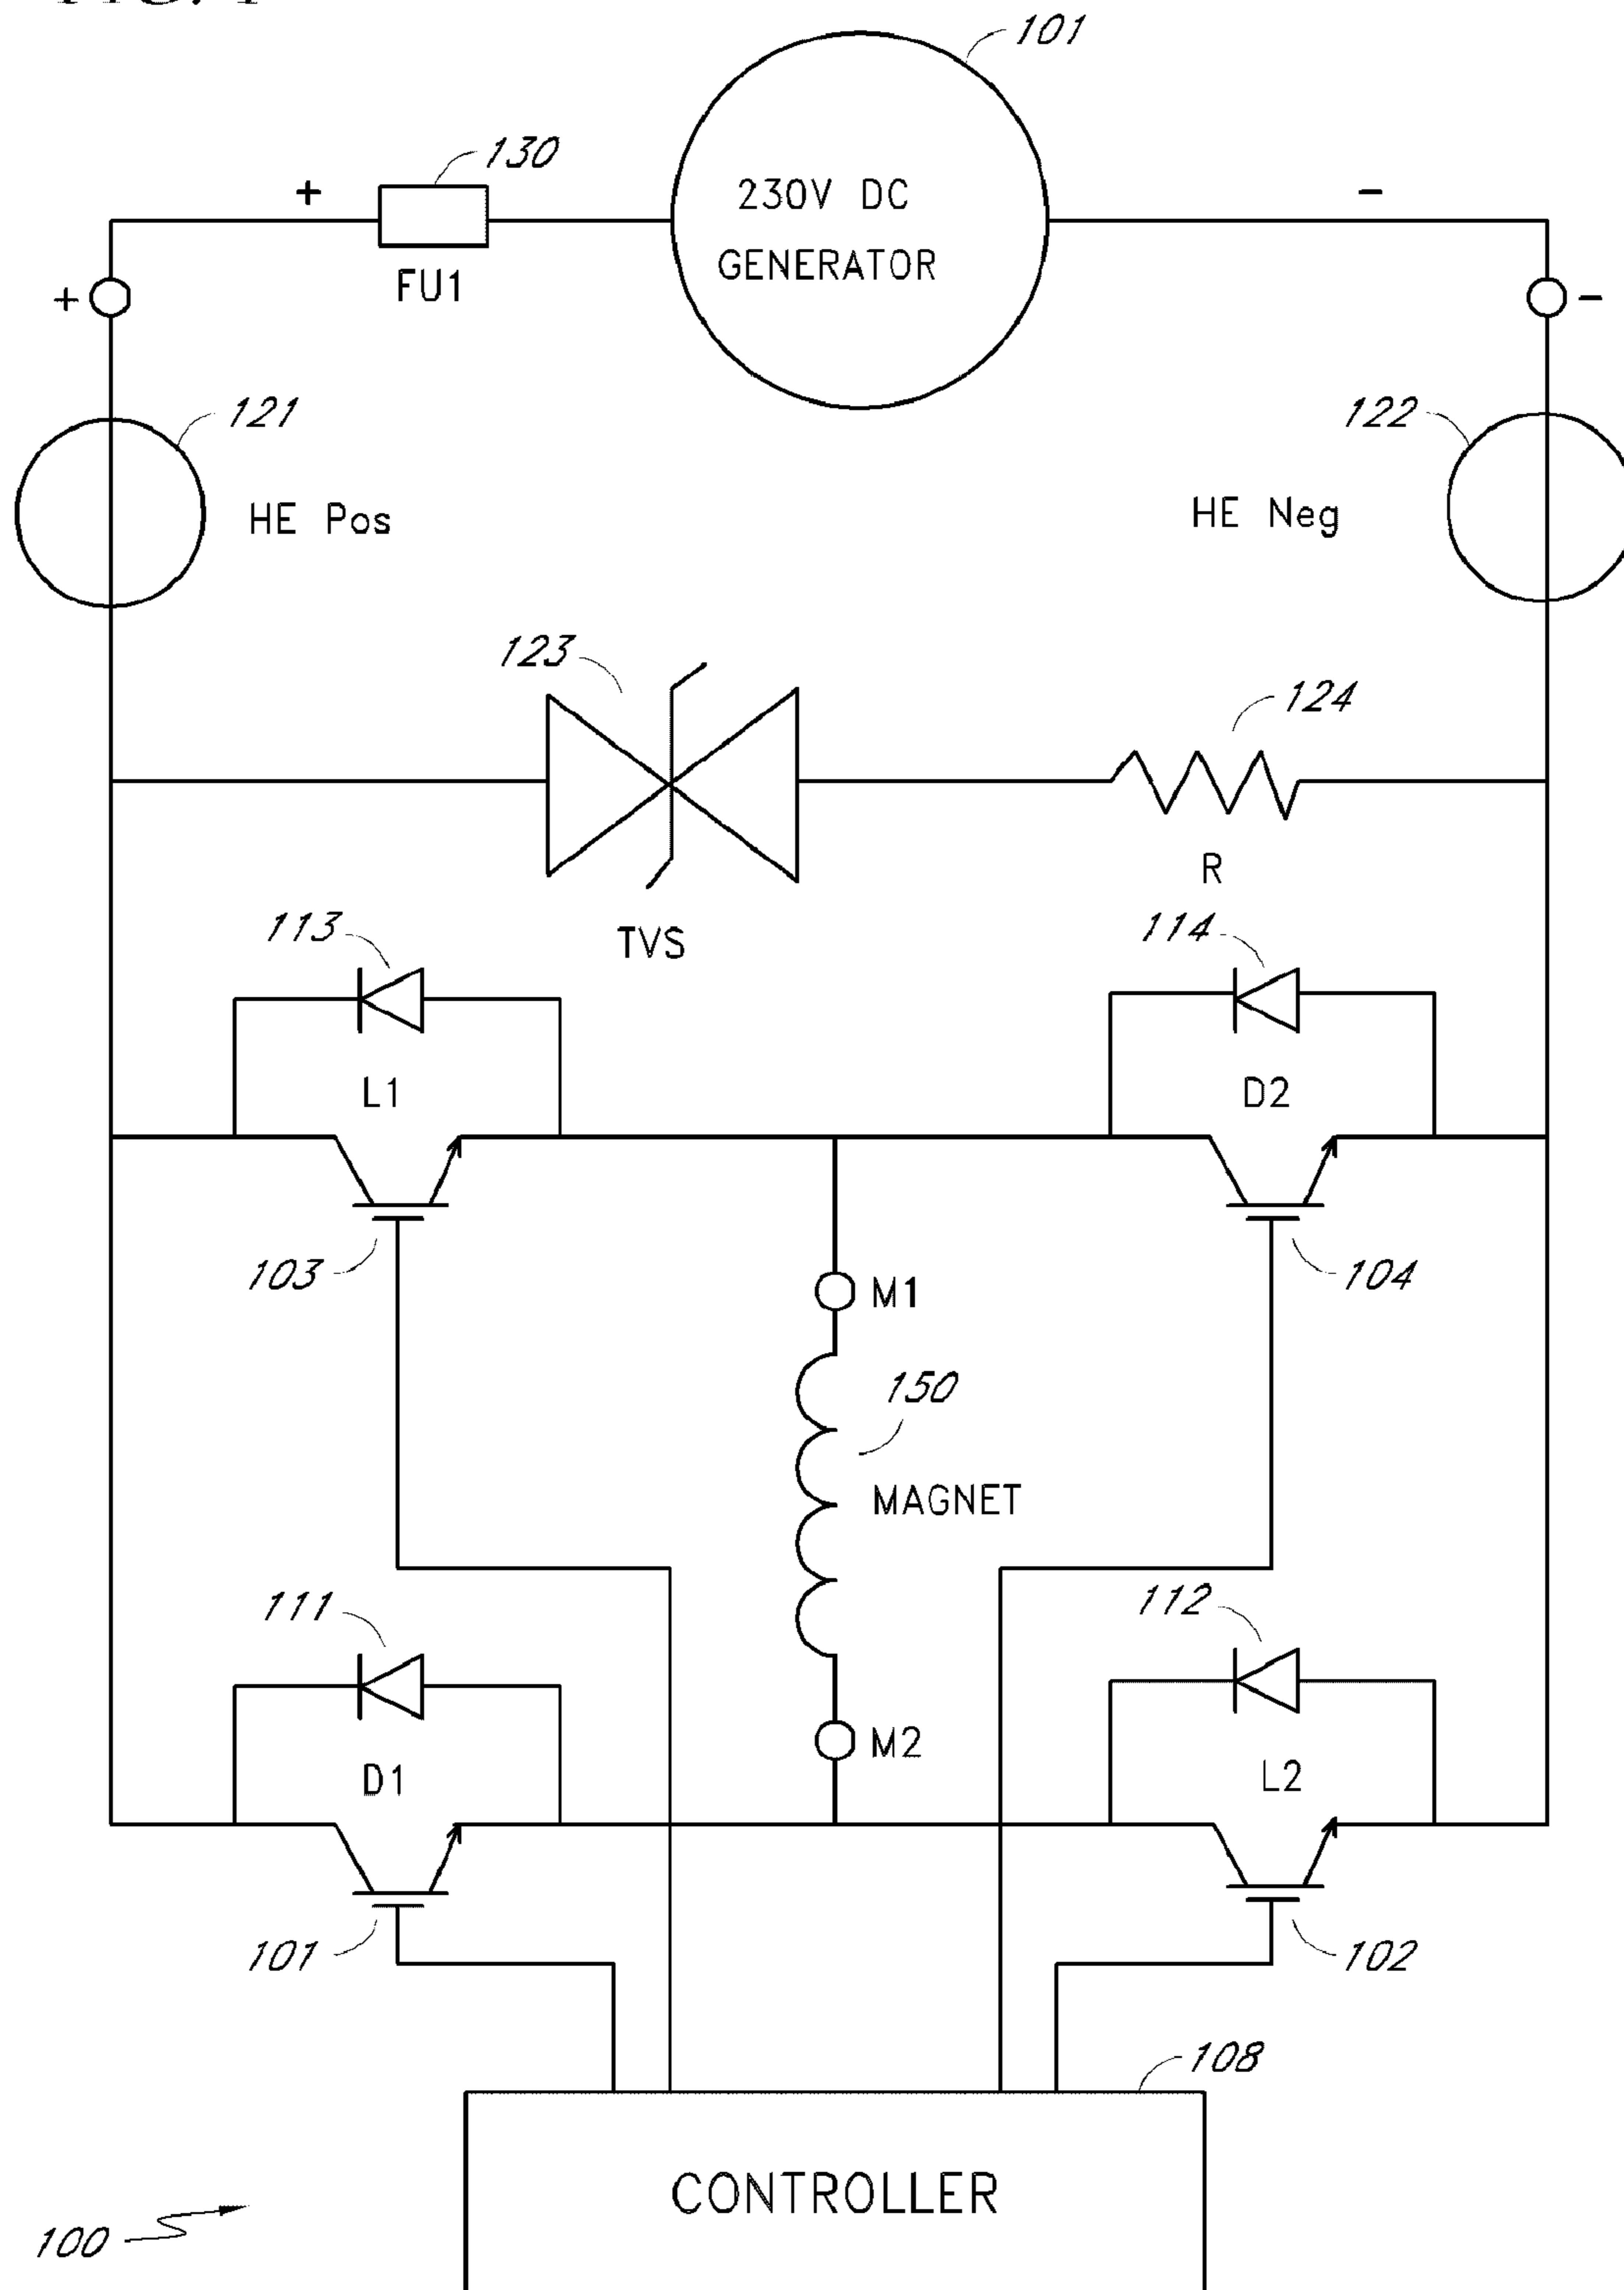 101
130
+
230V DC
-
GENERATOR
FU1
+
-
121
122
HE Pos
HE Neg
123
124
R
TVS
113
114
L1
D2
103
104
M1
150
MAGNET
111
112
M2
D1
L2
101
102
108
CONTROLLER
100